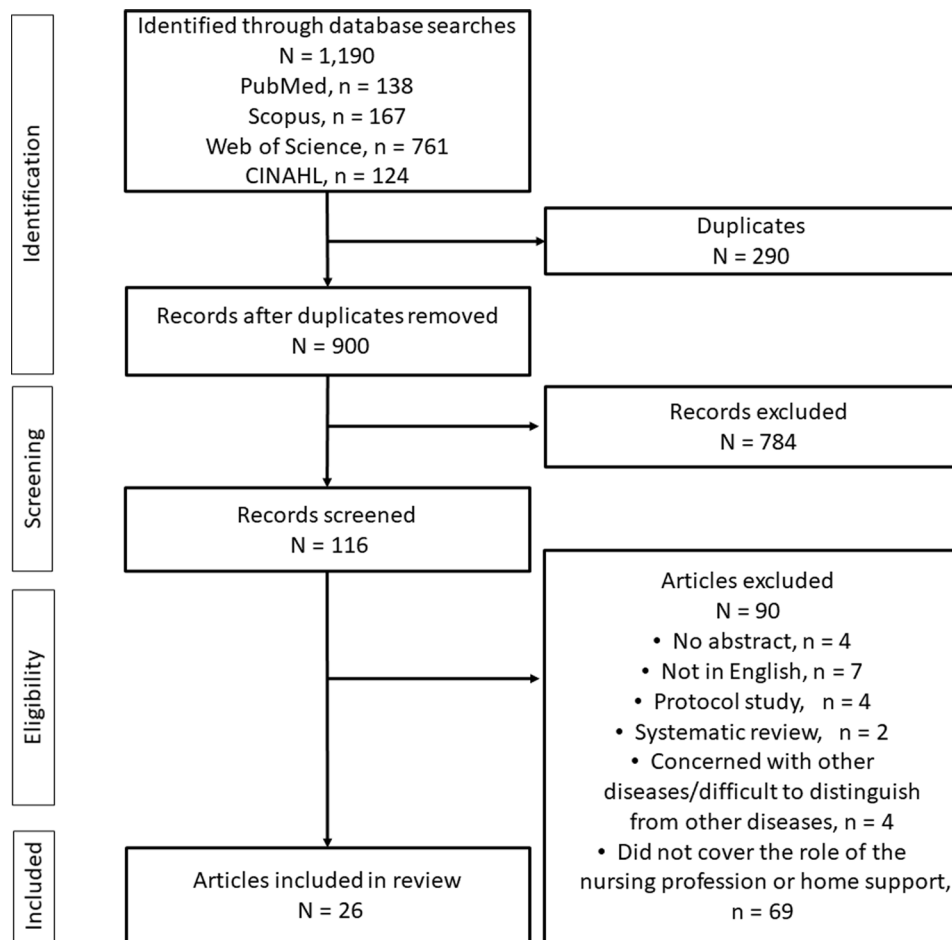 Identification
Identified through database searches
N = 1,190
PubMed, n = 138
Scopus, n = 167
Web of Science, n = 761
CINAHL, n = 124
Duplicates
N = 290
Records after duplicates removed
N = 900
Screening
Records excluded
N = 784
Records screened
N = 116
Eligibility
Articles excluded
N = 90
• No abstract, n = 4
• Not in English, n = 7
• Protocol study, n = 4
• Systematic review, n = 2
• Concerned with other
diseases/difficult to distinguish
from other diseases, n = 4
• Did not cover the role of the
nursing profession or home support,
n = 69
Included
Articles included in review
N = 26